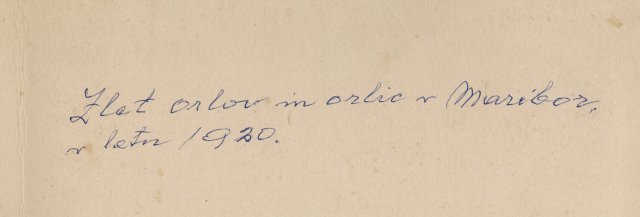 Zlet orlov in orlic v Maribor,
v letu 1920.